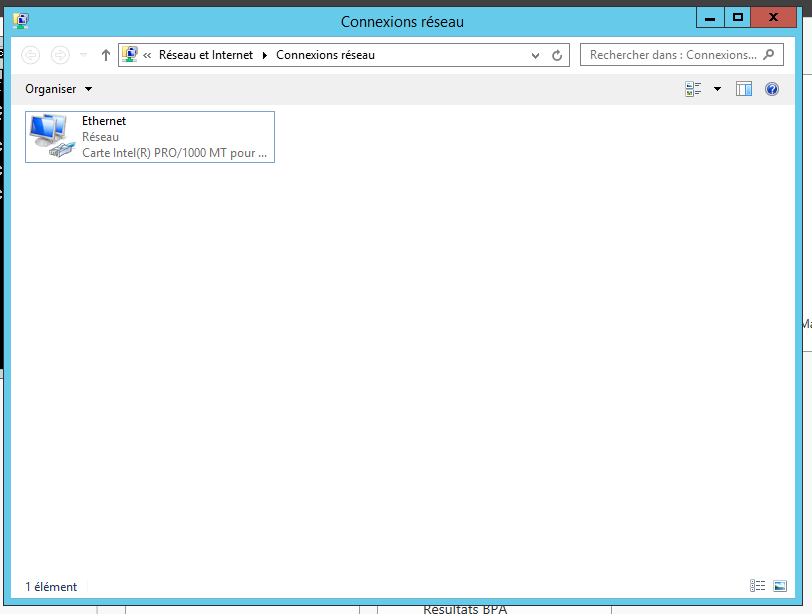 Connexions réseau
« Réseau et Internet Connexions réseau
Rechercher dans : Connexions...
Organiser
Ethernet
Réseau
Carte Intel(R) PRO/1000 MT pour ...
1 élément
Résultats BPA